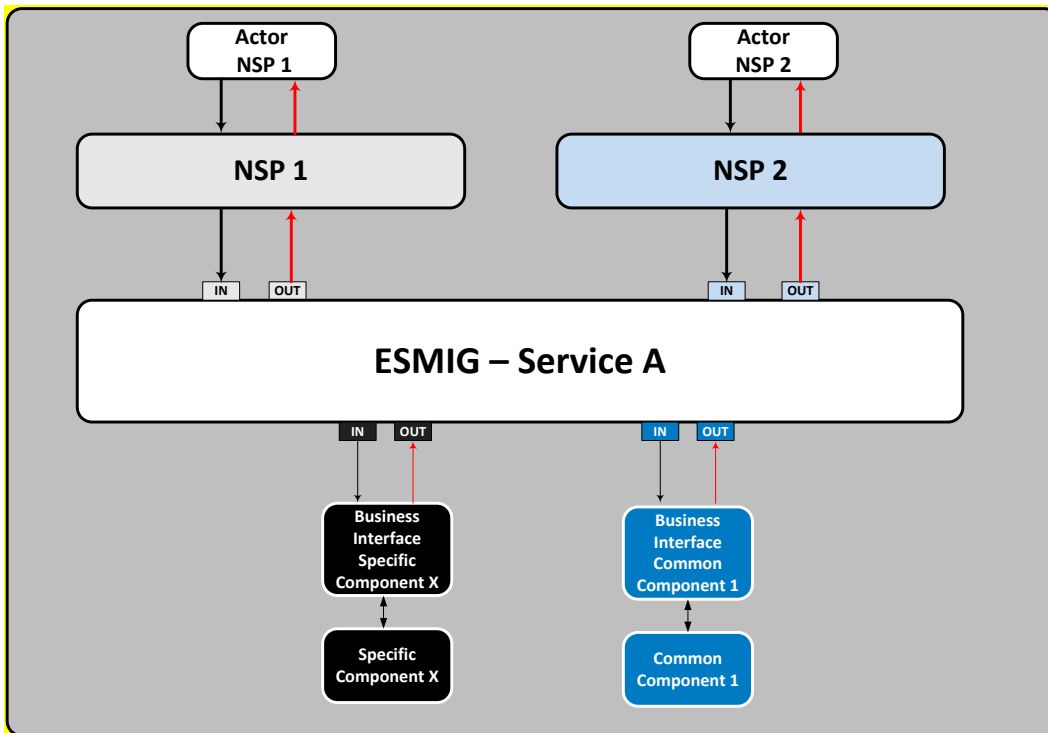 Actor
NSP 1
Actor
NSP 2
NSP 1
NSP 2
IN
OUT
IN
OUT
ESMIG – Service A
IN
OUT
IN
OUT
Business
Interface
Specific
Component X
Business
Interface
Common
Component 1
Specific
Component X
Common
Component 1